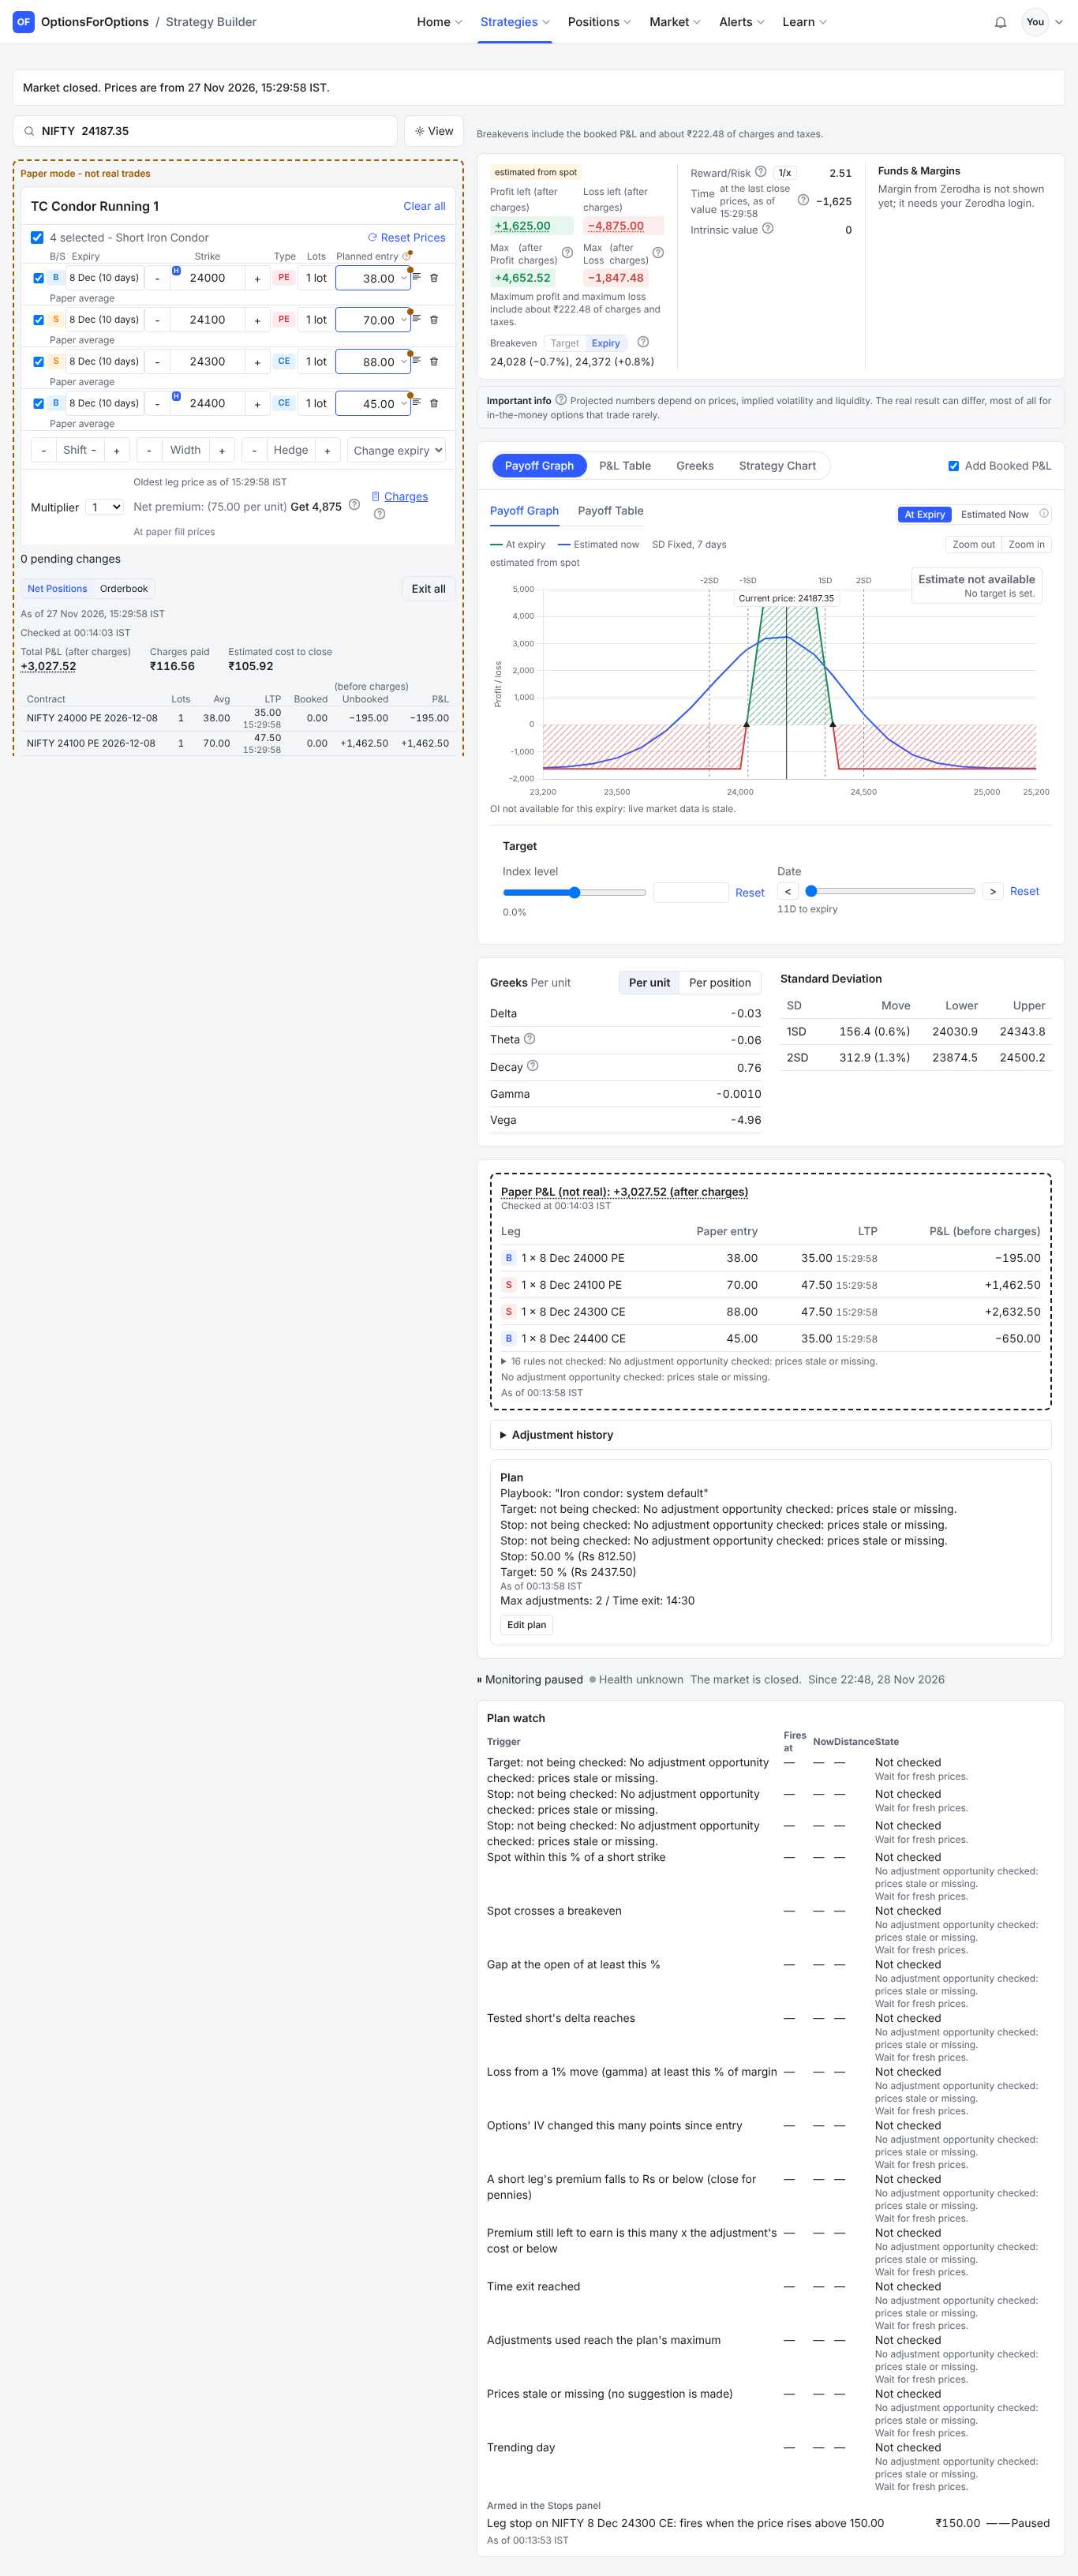 OF OptionsForOptions / Strategy Builder Home Strategies Positions Market Alerts Learn You
Market closed. Prices are from 27 Nov 2026, 15:29:58 IST.
NIFTY 24187.35 View
Paper mode - not real trades
TC Condor Running 1 Clear all
4 selected - Short Iron Condor Reset Prices
B/S Expiry Strike Type Lots Planned entry
B 8 Dec (10 days) - H 24000 + PE 1 lot 38.00
Paper average
S 8 Dec (10 days) - 24100 + PE 1 lot 70.00
Paper average
S 8 Dec (10 days) - 24300 + CE 1 lot 88.00
Paper average
B 8 Dec (10 days) - H 24400 + CE 1 lot 45.00
Paper average
- Shift - + - Width + - Hedge + Change expiry
Oldest leg price as of 15:29:58 IST
Multiplier 1 Net premium: (75.00 per unit) Get 4,875 Charges
At paper fill prices
0 pending changes
Net Positions Orderbook Exit all
As of 27 Nov 2026, 15:29:58 IST
Checked at 00:14:03 IST
Total P&L (after charges) Charges paid Estimated cost to close
+3,027.52 ₹116.56 ₹105.92
(before charges)
Contract Lots Avg LTP Booked Unbooked P&L
NIFTY 24000 PE 2026-12-08 1 38.00 35.00 0.00 −195.00 −195.00
15:29:58
NIFTY 24100 PE 2026-12-08 1 70.00 47.50 0.00 +1,462.50 +1,462.50
15:29:58
Breakevens include the booked P&L and about ₹222.48 of charges and taxes.
estimated from spot
Profit left (after charges) Loss left (after charges)
+1,625.00 −4,875.00
Max Profit (after charges) Max Loss (after charges)
+4,652.52 −1,847.48
Maximum profit and maximum loss
include about ₹222.48 of charges and
taxes.
Breakeven Target Expiry
24,028 (−0.7%), 24,372 (+0.8%)
Reward/Risk 1/x 2.51
Time value at the last close prices, as of 15:29:58 −1,625
Intrinsic value 0
Funds & Margins
Margin from Zerodha is not shown
yet; it needs your Zerodha login.
Important info Projected numbers depend on prices, implied volatility and liquidity. The real result can differ, most of all for
in-the-money options that trade rarely.
Payoff Graph P&L Table Greeks Strategy Chart Add Booked P&L
Payoff Graph Payoff Table At Expiry Estimated Now
At expiry Estimated now SD Fixed, 7 days Zoom out Zoom in
estimated from spot
-2SD -1SD 1SD 2SD
Estimate not available
No target is set.
Current price: 24187.35
Profit / loss
5,000
4,000
3,000
2,000
1,000
0
-1,000
-2,000
23,200 23,500 24,000 24,500 25,000 25,200
OI not available for this expiry: live market data is stale.
Target
Index level Date
Reset < > Reset
0.0% 11D to expiry
Greeks Per unit Per unit Per position
Delta -0.03
Theta -0.06
Decay 0.76
Gamma -0.0010
Vega -4.96
Standard Deviation
SD Move Lower Upper
1SD 156.4 (0.6%) 24030.9 24343.8
2SD 312.9 (1.3%) 23874.5 24500.2
Paper P&L (not real): +3,027.52 (after charges)
Checked at 00:14:03 IST
Leg Paper entry LTP P&L (before charges)
B 1 × 8 Dec 24000 PE 38.00 35.00 15:29:58 −195.00
S 1 × 8 Dec 24100 PE 70.00 47.50 15:29:58 +1,462.50
S 1 × 8 Dec 24300 CE 88.00 47.50 15:29:58 +2,632.50
B 1 × 8 Dec 24400 CE 45.00 35.00 15:29:58 −650.00
16 rules not checked: No adjustment opportunity checked: prices stale or missing.
No adjustment opportunity checked: prices stale or missing.
As of 00:13:58 IST
Adjustment history
Plan
Playbook: "Iron condor: system default"
Target: not being checked: No adjustment opportunity checked: prices stale or missing.
Stop: not being checked: No adjustment opportunity checked: prices stale or missing.
Stop: not being checked: No adjustment opportunity checked: prices stale or missing.
Stop: 50.00 % (Rs 812.50)
Target: 50 % (Rs 2437.50)
As of 00:13:58 IST
Max adjustments: 2 / Time exit: 14:30
Edit plan
Monitoring paused Health unknown The market is closed. Since 22:48, 28 Nov 2026
Plan watch
Trigger Fires at Now Distance State
Target: not being checked: No adjustment opportunity — — — Not checked
checked: prices stale or missing. Wait for fresh prices.
Stop: not being checked: No adjustment opportunity — — — Not checked
checked: prices stale or missing. Wait for fresh prices.
Stop: not being checked: No adjustment opportunity — — — Not checked
checked: prices stale or missing. Wait for fresh prices.
Spot within this % of a short strike — — — Not checked
No adjustment opportunity checked:
prices stale or missing.
Wait for fresh prices.
Spot crosses a breakeven — — — Not checked
No adjustment opportunity checked:
prices stale or missing.
Wait for fresh prices.
Gap at the open of at least this % — — — Not checked
No adjustment opportunity checked:
prices stale or missing.
Wait for fresh prices.
Tested short's delta reaches — — — Not checked
No adjustment opportunity checked:
prices stale or missing.
Wait for fresh prices.
Loss from a 1% move (gamma) at least this % of margin — — — Not checked
No adjustment opportunity checked:
prices stale or missing.
Wait for fresh prices.
Options' IV changed this many points since entry — — — Not checked
No adjustment opportunity checked:
prices stale or missing.
Wait for fresh prices.
A short leg's premium falls to Rs or below (close for — — — Not checked
pennies) No adjustment opportunity checked:
prices stale or missing.
Wait for fresh prices.
Premium still left to earn is this many x the adjustment's — — — Not checked
cost or below No adjustment opportunity checked:
prices stale or missing.
Wait for fresh prices.
Time exit reached — — — Not checked
No adjustment opportunity checked:
prices stale or missing.
Wait for fresh prices.
Adjustments used reach the plan's maximum — — — Not checked
No adjustment opportunity checked:
prices stale or missing.
Wait for fresh prices.
Prices stale or missing (no suggestion is made) — — — Not checked
No adjustment opportunity checked:
prices stale or missing.
Wait for fresh prices.
Trending day — — — Not checked
No adjustment opportunity checked:
prices stale or missing.
Wait for fresh prices.
Armed in the Stops panel
Leg stop on NIFTY 8 Dec 24300 CE: fires when the price rises above 150.00 ₹150.00 — — Paused
As of 00:13:53 IST